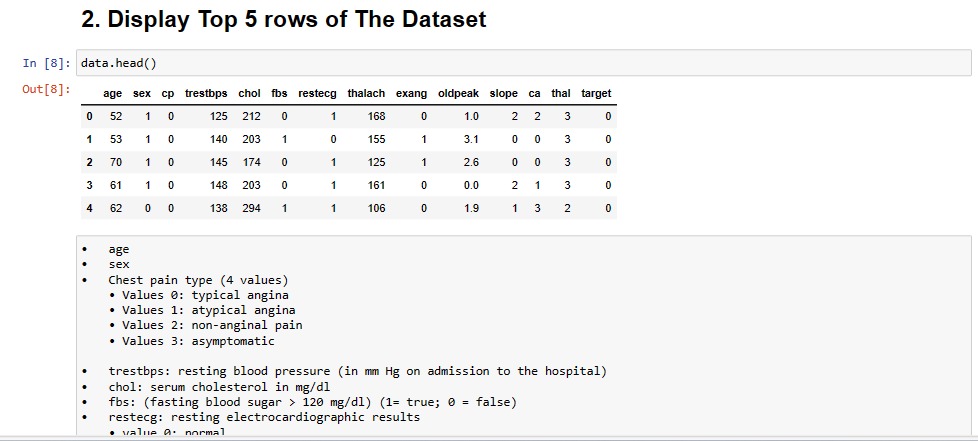 2. Display Top 5 rows of The Dataset
In [8]: data.head()
Out[8]:
age sex cp trestbps chol fbs restecg thalach exang oldpeak slope ca thal target
0 52 1 0 125 212 0 1 168 0 1.0 2 2 3 0
1 53 1 0 140 203 1 0 155 1 3.1 0 0 3 0
2 70 1 0 145 174 0 1 125 1 2.6 0 0 3 0
3 61 1 0 148 203 0 1 161 0 0.0 2 1 3 0
4 62 0 0 138 294 1 1 106 0 1.9 1 3 2 0
• age
• sex
• Chest pain type (4 values)
• Values 0: typical angina
• Values 1: atypical angina
• Values 2: non-anginal pain
• Values 3: asymptomatic
• trestbps: resting blood pressure (in mm Hg on admission to the hospital)
• chol: serum cholesterol in mg/dl
• fbs: (fasting blood sugar > 120 mg/dl) (1= true; 0 = false)
• restecg: resting electrocardiographic results
• value 0: normal